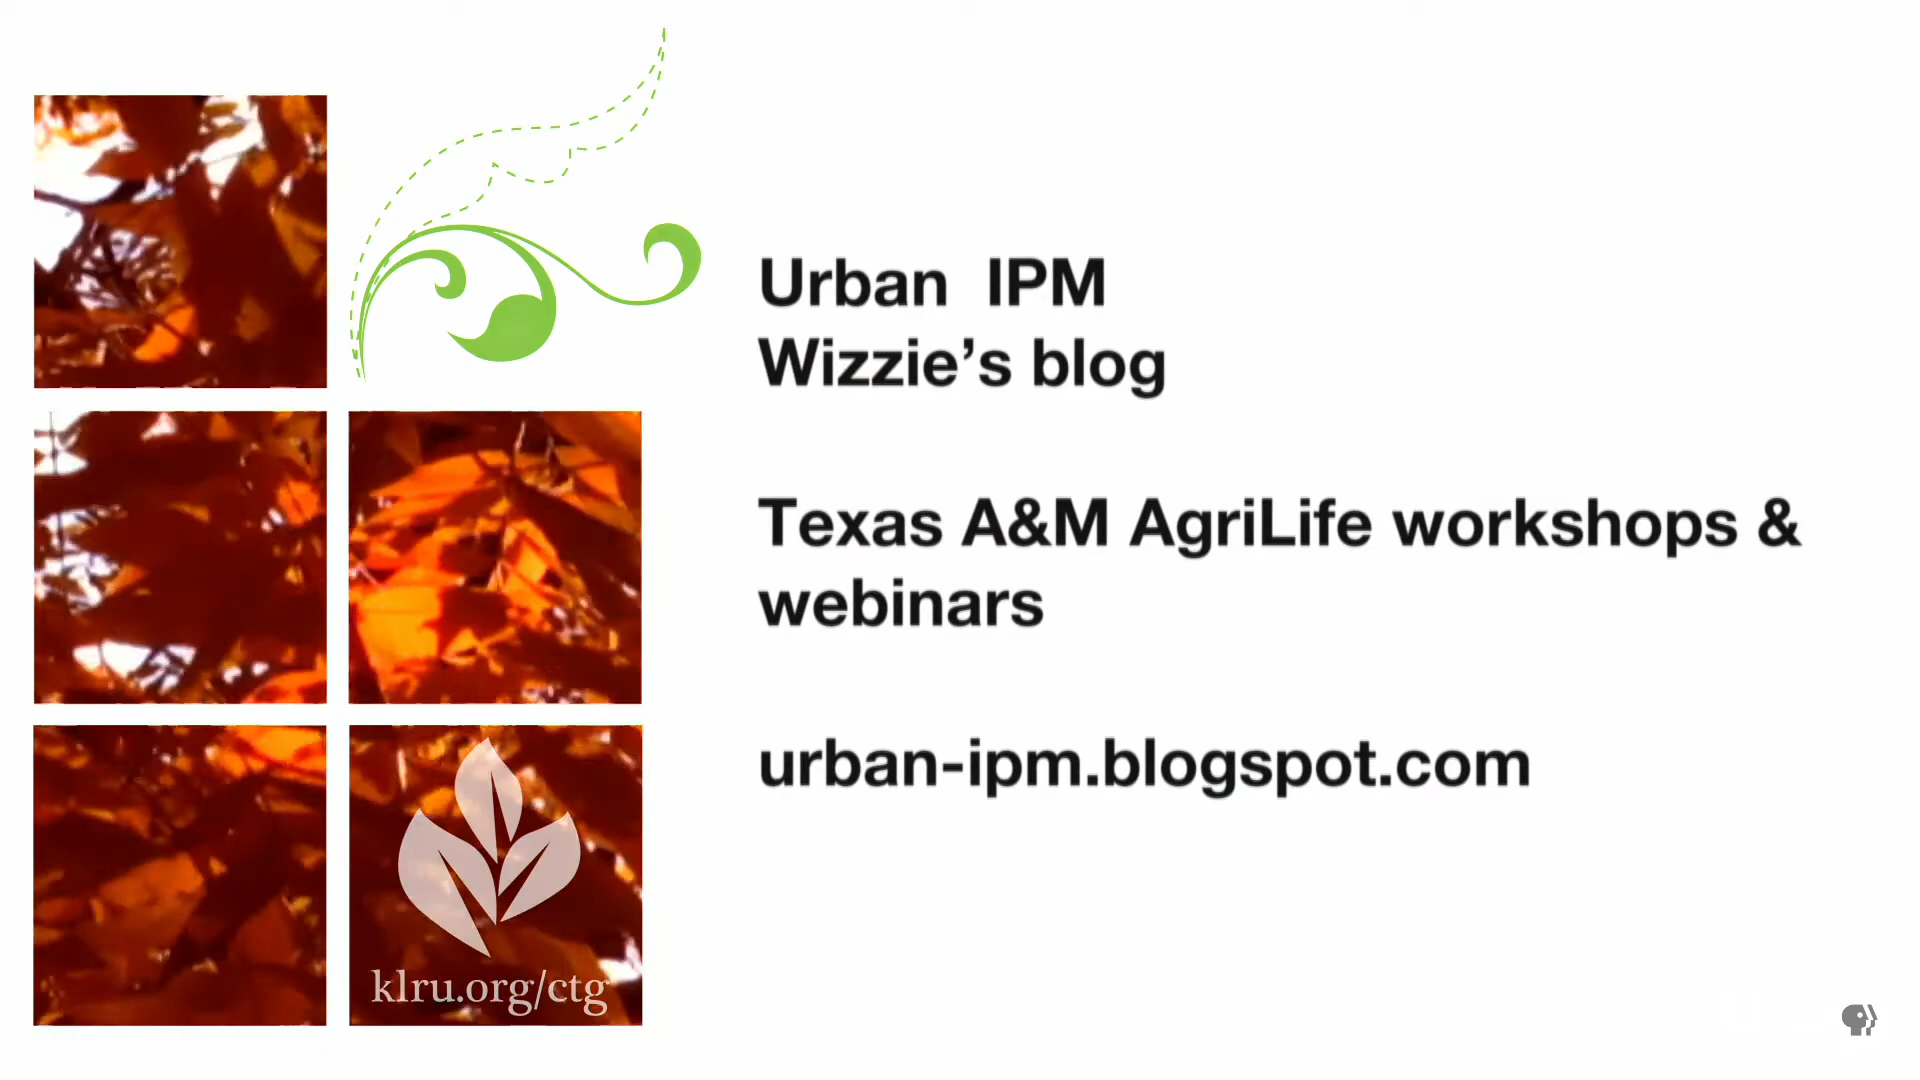 Urban  IPM
Wizzie’s blog
Texas A&M AgriLife workshops &
webinars
urban-ipm.blogspot.com
klru.org/ctg